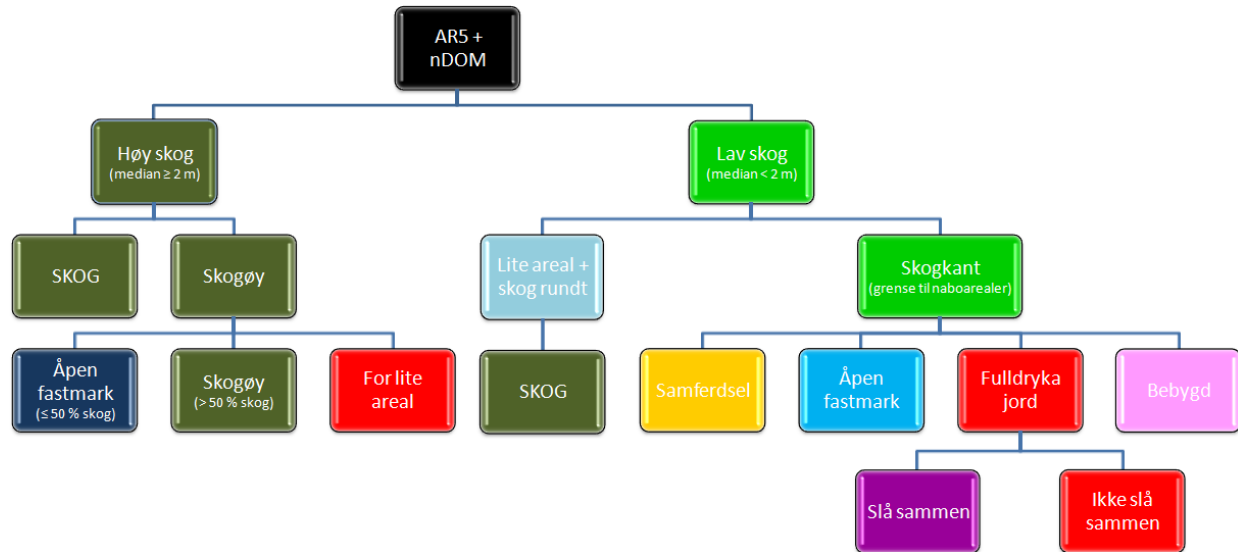 AR5 +
nDOM
Høy skog
(median ≥ 2 m)
Lav skog
(median < 2 m)
SKOG
Skogøy
Lite areal +
skog rundt
Skogkant
(grense til naboarealer)
Åpen
fastmark
(≤ 50 % skog)
Skogøy
(> 50 % skog)
For lite
areal
SKOG
Samferdsel
Åpen
fastmark
Fulldryka
jord
Bebygd
Slå sammen
Ikke slå
sammen